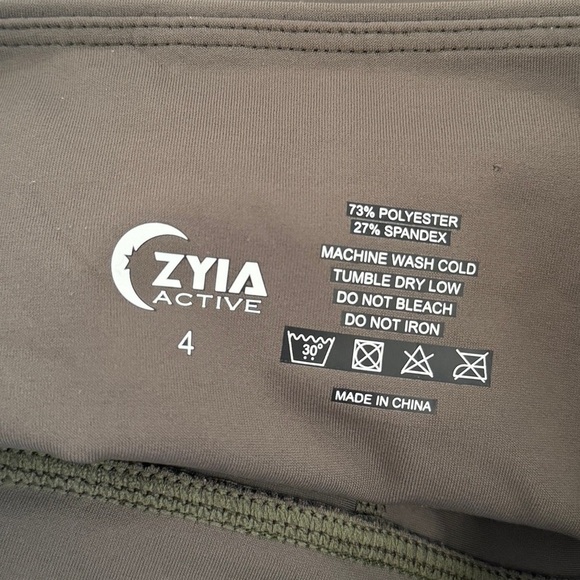 ZYIA
ACTIVE
4
73% POLYESTER
27% SPANDEX
MACHINE WASH COLD
TUMBLE DRY LOW
DO NOT BLEACH
DO NOT IRON
30°
MADE IN CHINA